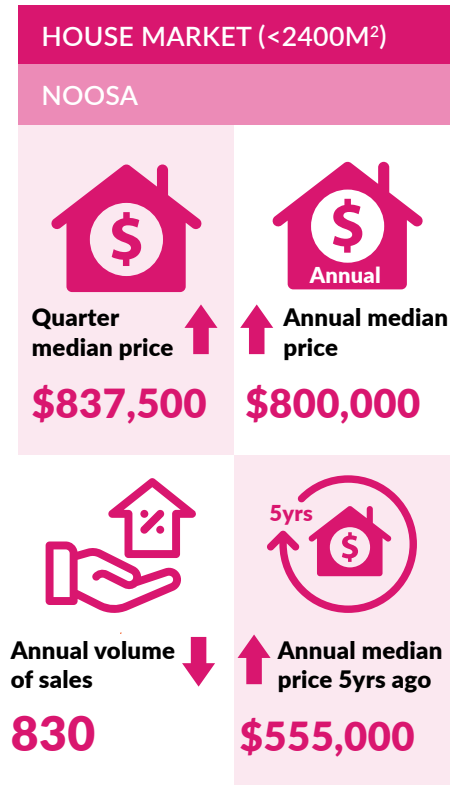 HOUSE MARKET (<2400M²)
NOOSA
$
$
Annual
Quarter
median price
$837,500
Annual median
price
$800,000
%
5yrs
$
Annual volume
of sales
830
Annual median
price 5yrs ago
$555,000